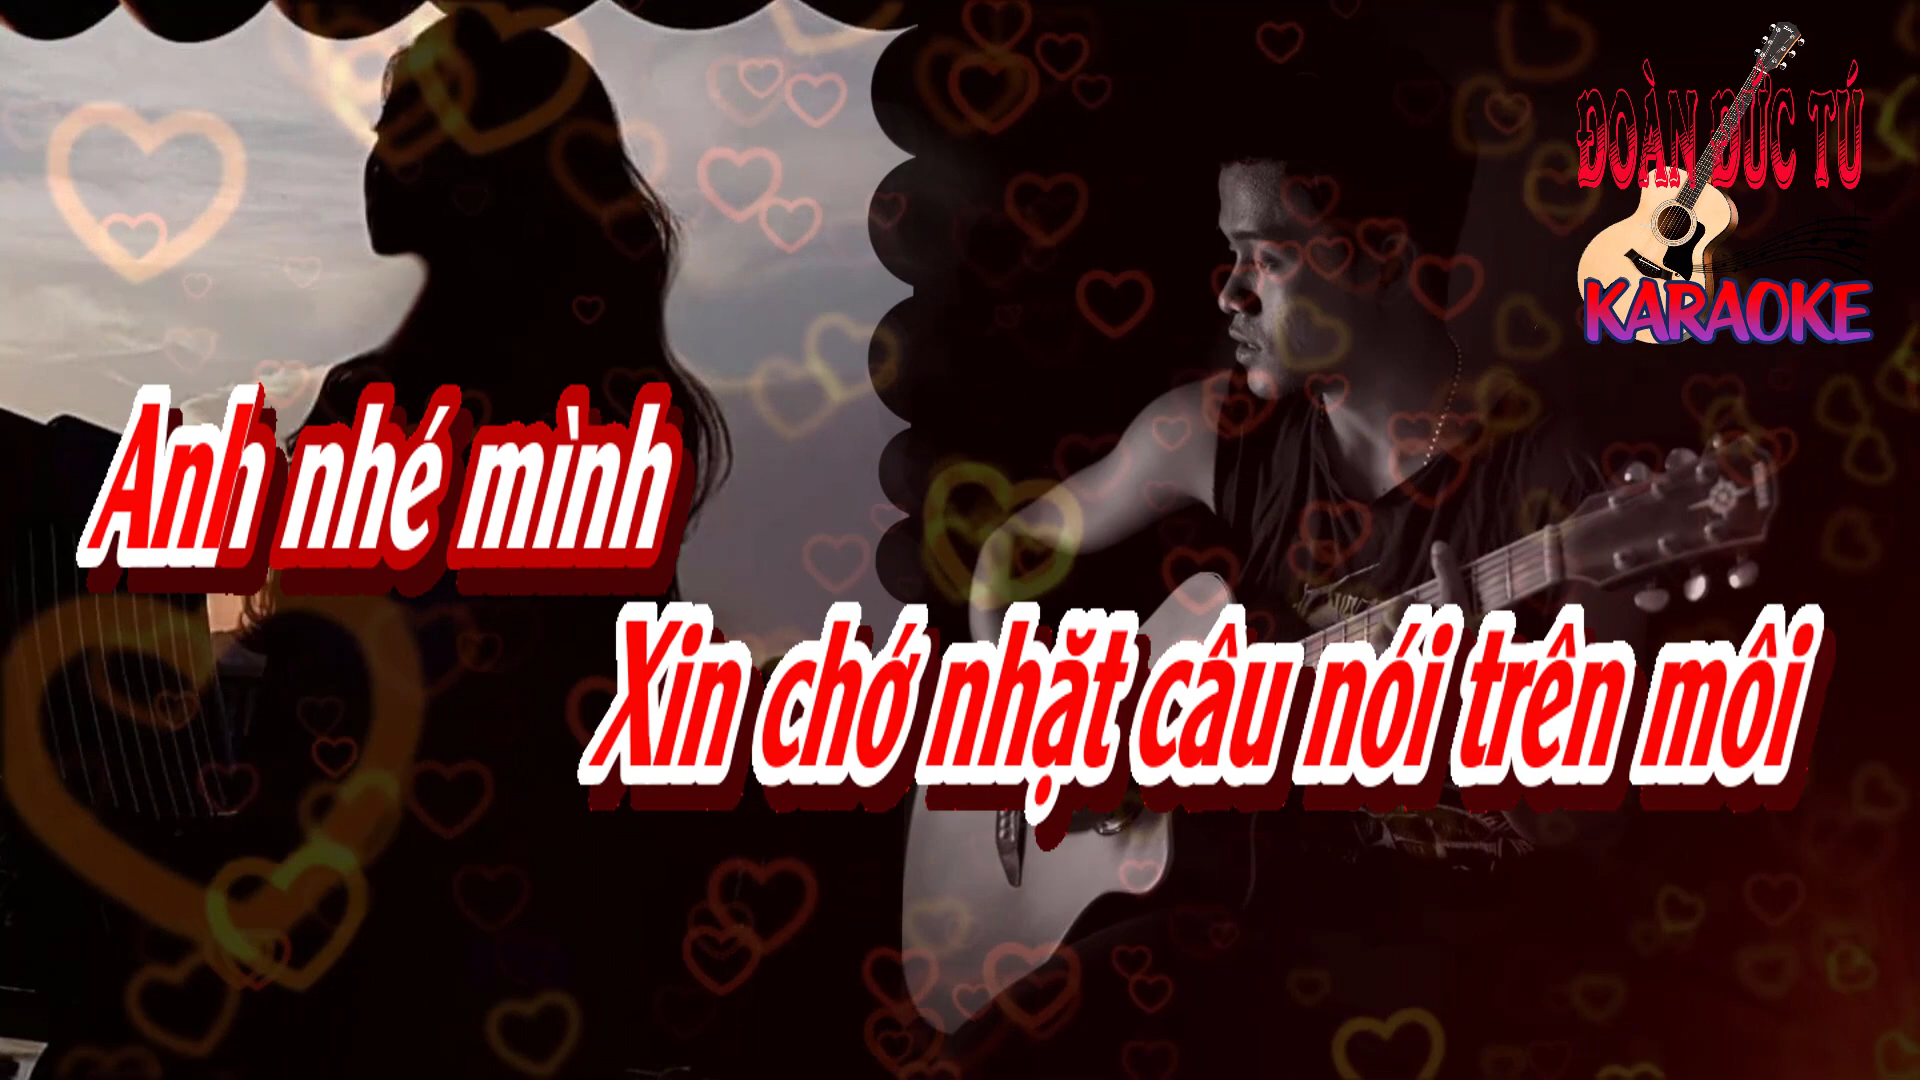 ĐOÀN ĐỨC TÚ
KARAOKE
Anh nhé mình
Xin chớ nhặt câu nói trên môi